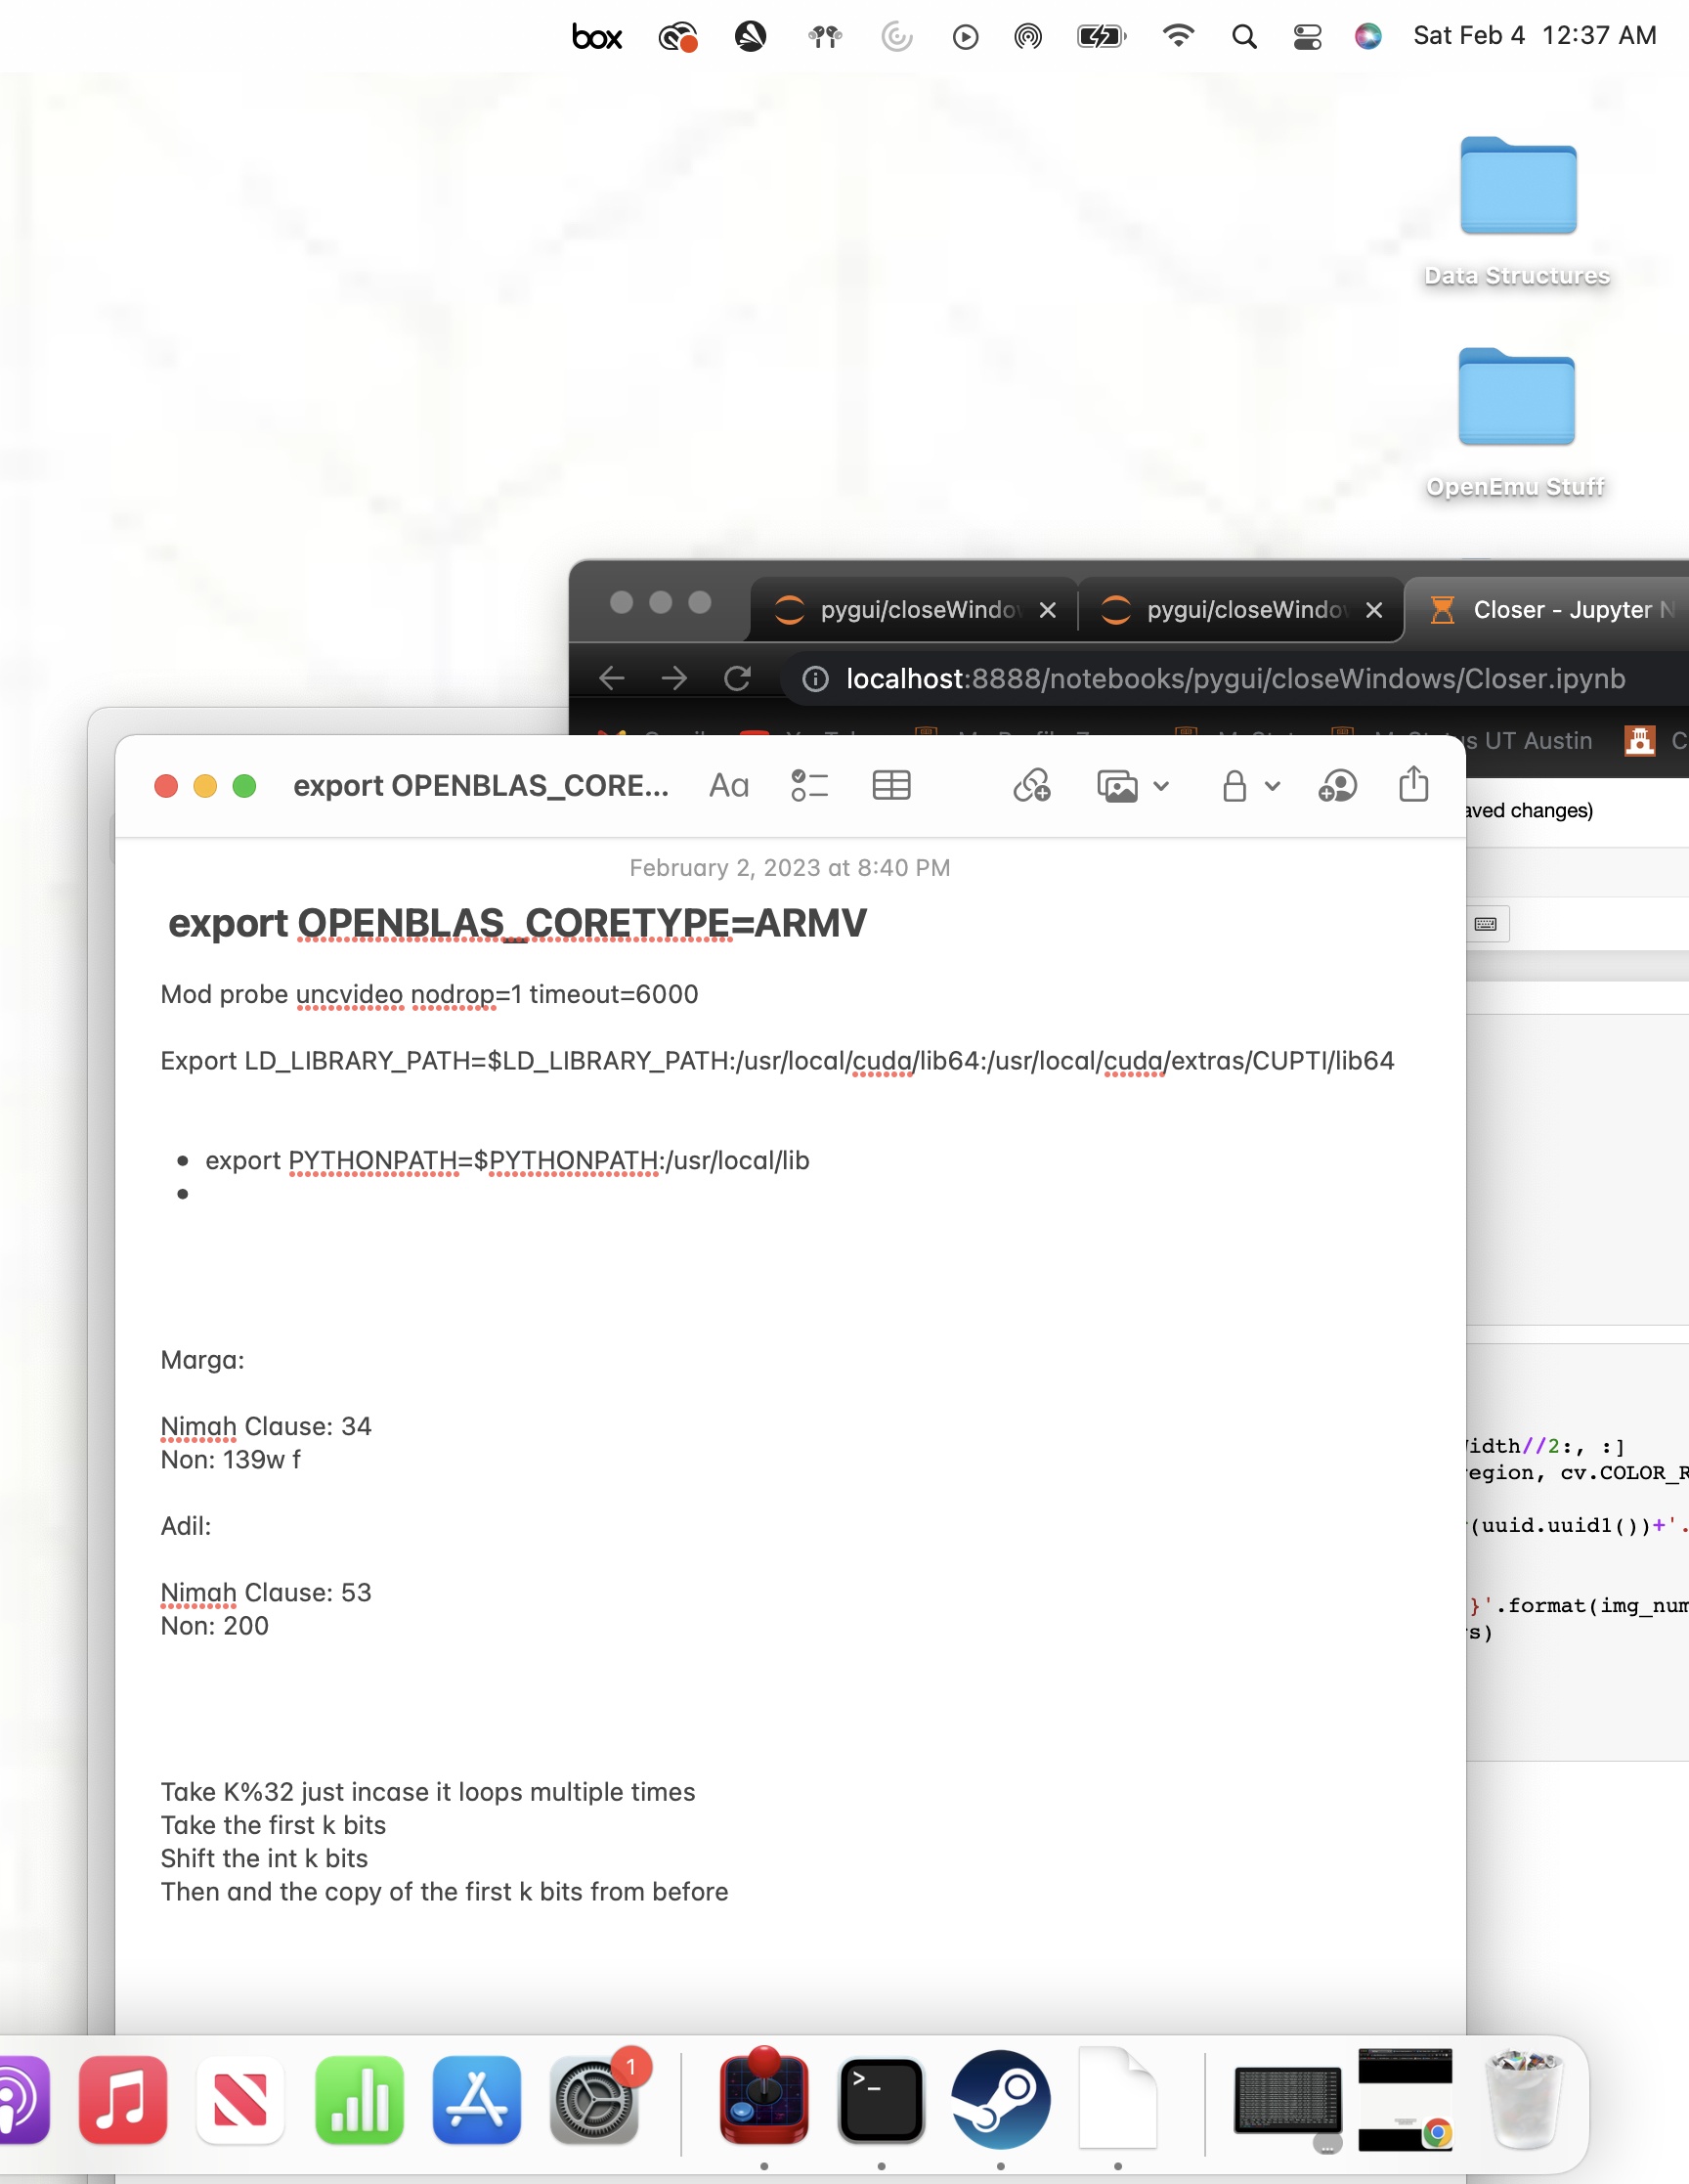 box
Sat Feb 4 12:37 AM
Data Structures
OpenEmu Stuff
pygui/closeWindo
pygui/closeWindo
Closer - Jupyter N
localhost:8888/notebooks/pygui/closeWindows/Closer.ipynb
s UT Austin
export OPENBLAS_CORE...
Aa
aved changes)
February 2, 2023 at 8:40 PM
export OPENBLAS_CORETYPE=ARMV
Mod probe uncvideo nodrop=1 timeout=6000
Export LD_LIBRARY_PATH=$LD_LIBRARY_PATH:/usr/local/cuda/lib64:/usr/local/cuda/extras/CUPTI/lib64
• export PYTHONPATH=$PYTHONPATH:/usr/local/lib
•
Marga:
Nimah Clause: 34
Non: 139w f
Adil:
Nimah Clause: 53
Non: 200
idth//2:, :]
egion, cv.COLOR_R
(uuid.uuid1())+'.
}'.format(img_num
s)
Take K%32 just incase it loops multiple times
Take the first k bits
Shift the int k bits
Then and the copy of the first k bits from before
1